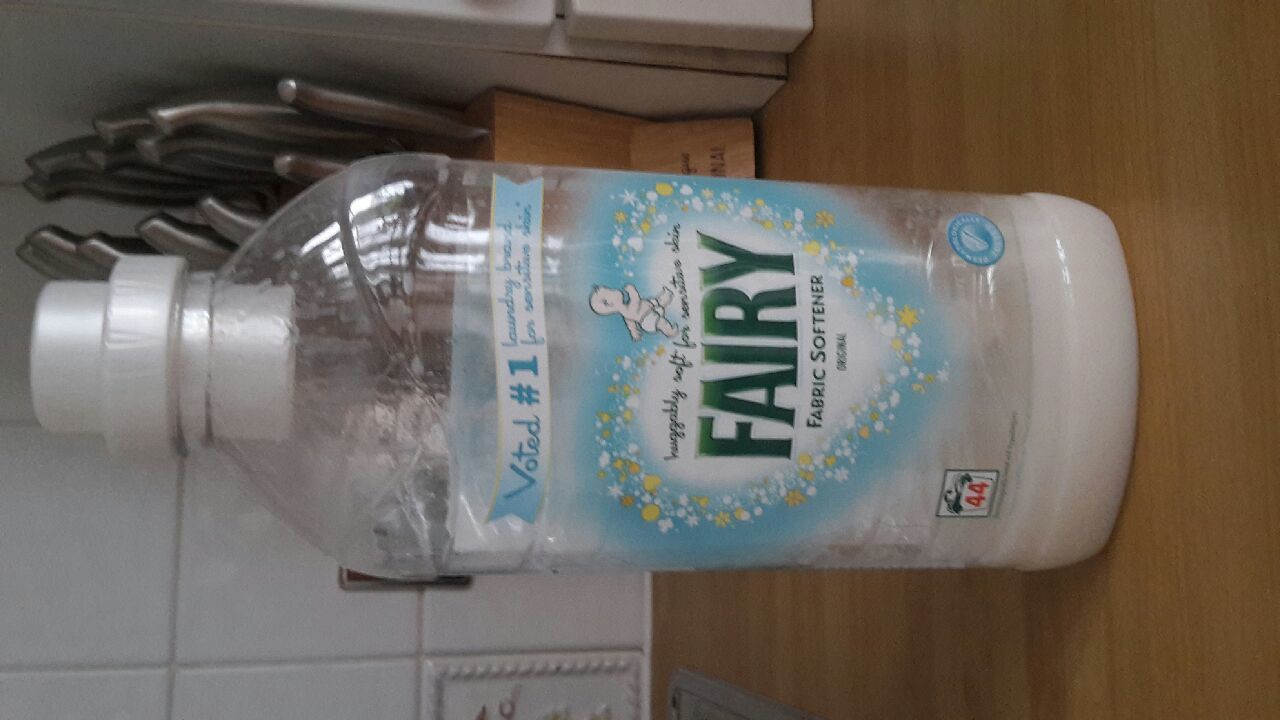 Voted #1 laundry brand
for sensitive skin*
huggably soft for sensitive skin
FAIRY
FABRIC SOFTENER
ORIGINAL
44